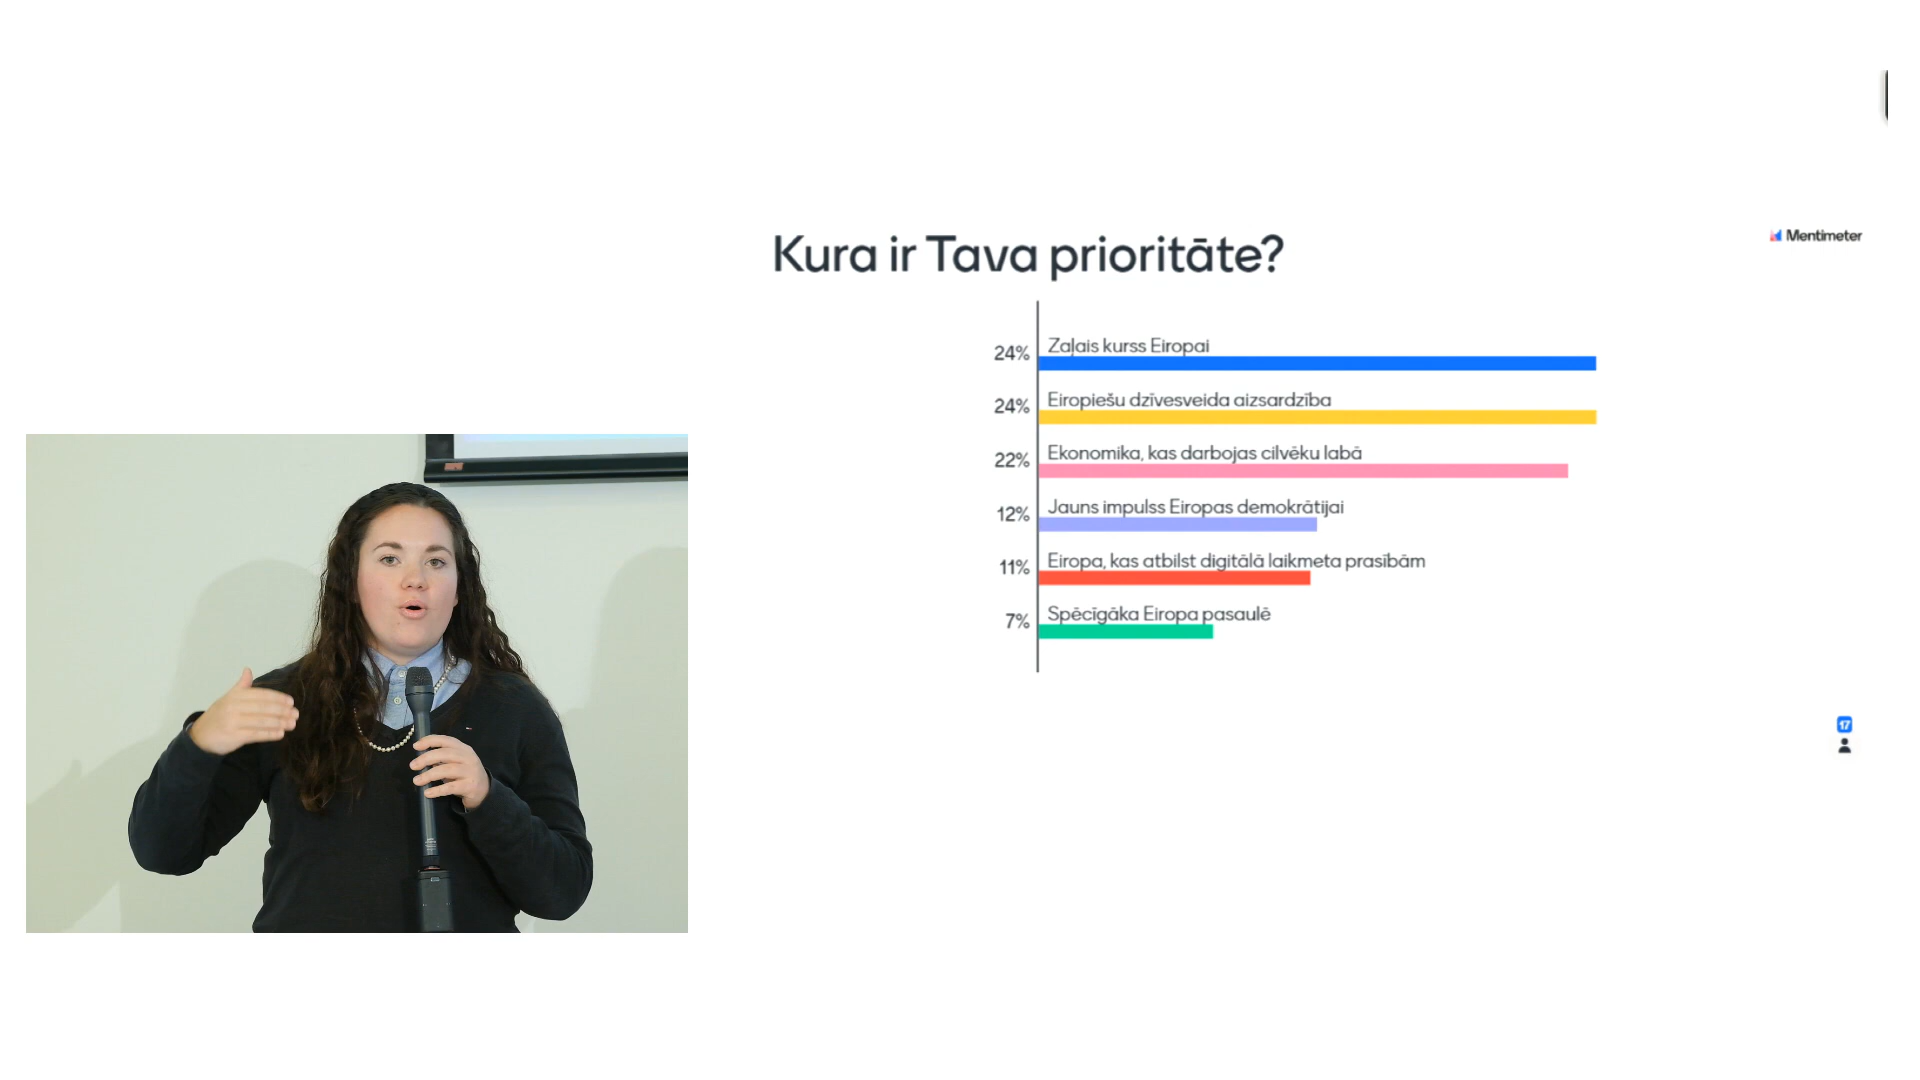 Kura ir Tava prioritāte?
Mentimeter
24% Zaļais kurss Eiropai
24% Eiropiešu dzīvesveida aizsardzība
22% Ekonomika, kas darbojas cilvēku labā
12% Jauns impulss Eiropas demokrātijai
11% Eiropa, kas atbilst digitālā laikmeta prasībām
7% Spēcīgāka Eiropa pasaulē
17